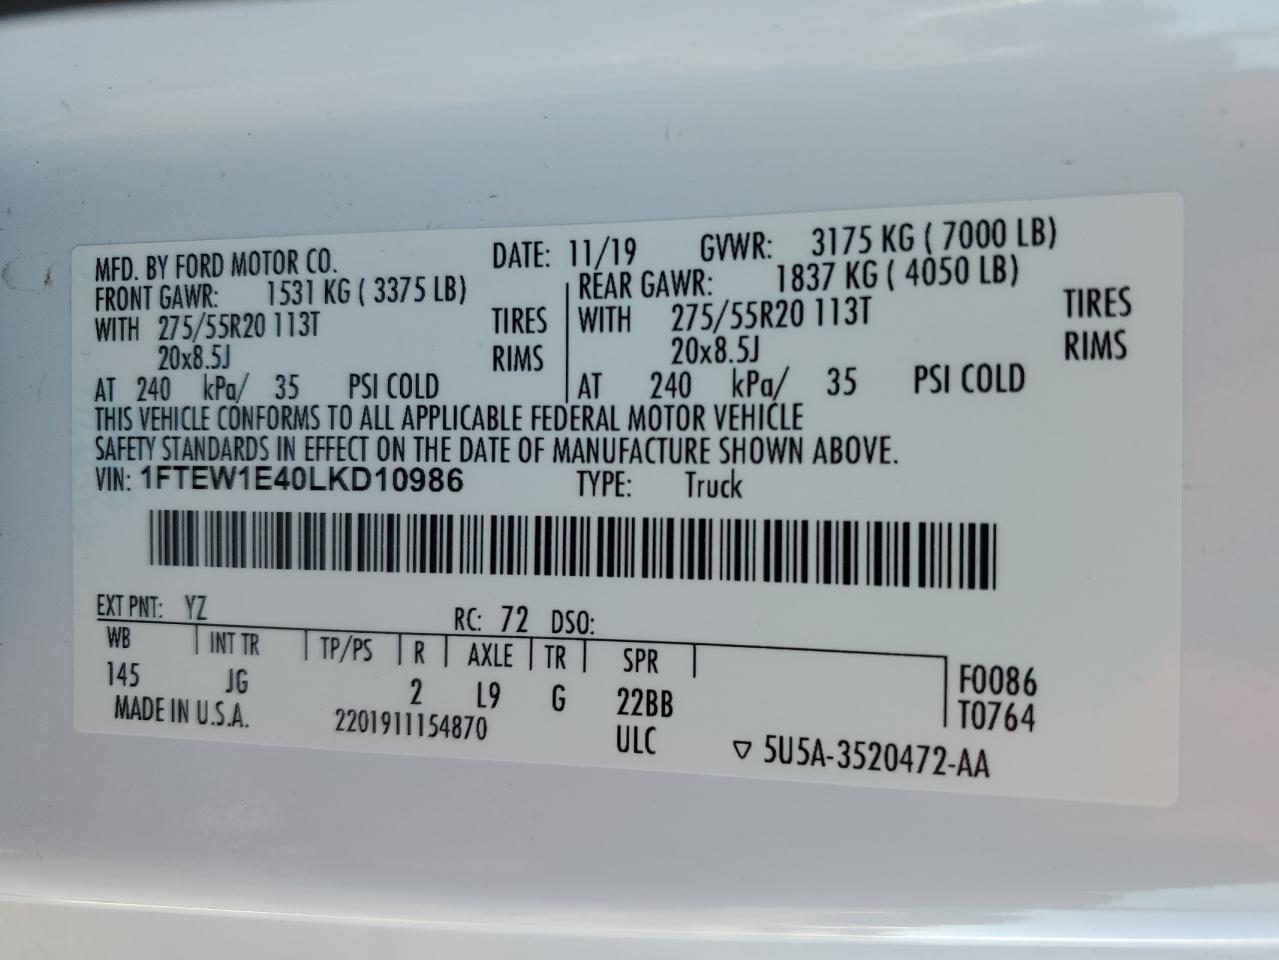 MFD. BY FORD MOTOR CO. DATE: 11/19 GVWR: 3175 KG ( 7000 LB)
FRONT GAWR: 1531 KG ( 3375 LB) REAR GAWR: 1837 KG ( 4050 LB)
WITH 275/55R20 113T TIRES WITH 275/55R20 113T TIRES
20x8.5J RIMS 20x8.5J RIMS
AT 240 kPa/ 35 PSI COLD AT 240 kPa/ 35 PSI COLD
THIS VEHICLE CONFORMS TO ALL APPLICABLE FEDERAL MOTOR VEHICLE
SAFETY STANDARDS IN EFFECT ON THE DATE OF MANUFACTURE SHOWN ABOVE.
VIN: 1FTEW1E40LKD10986 TYPE: Truck
EXT PNT: YZ RC: 72 DSO:
WB INT TR TP/PS R AXLE TR SPR
145 JG 2 L9 G 22BB F0086
T0764
MADE IN U.S.A. 2201911154870 ULC ▽ 5U5A-3520472-AA